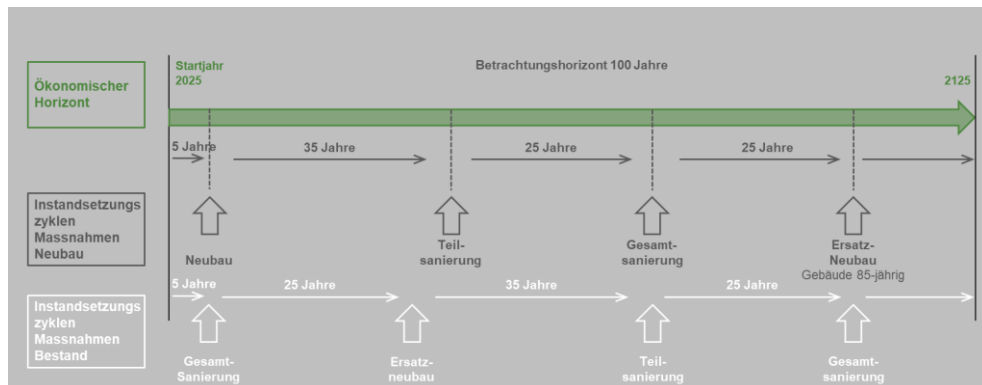 Startjahr
2025
Betrachtungshorizont 100 Jahre
2125
Ökonomischer
Horizont
5 Jahre
35 Jahre
25 Jahre
25 Jahre
Instandsetzungs
zyklen
Massnahmen
Neubau
Neubau
Teil-
sanierung
Gesamt-
sanierung
Ersatz-
Neubau
Gebäude 85-jährig
5 Jahre
25 Jahre
35 Jahre
25 Jahre
Instandsetzungs
zyklen
Massnahmen
Bestand
Gesamt-
Sanierung
Ersatz-
neubau
Teil-
sanierung
Gesamt-
sanierung